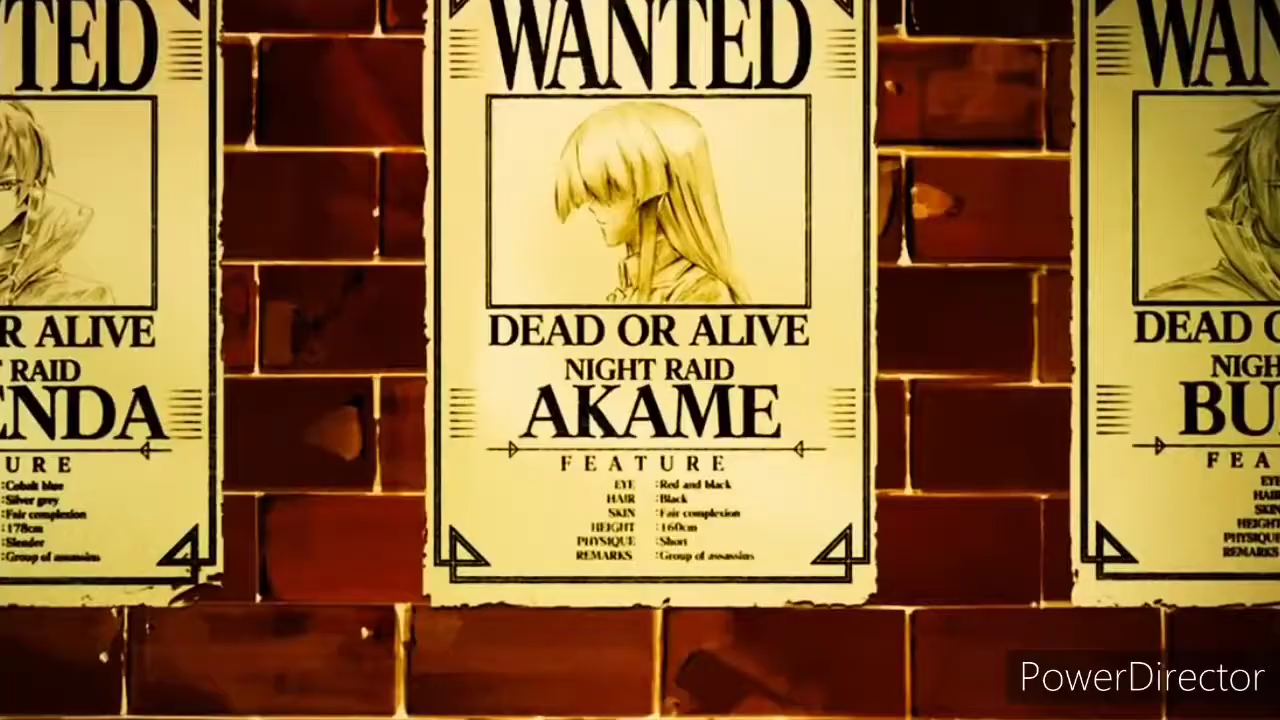 TED
R ALIVE
RAID
ENDA
URE
:Cobalt blue
:Silver grey
:Fair complexion
:178cm
:Slender
:Group of assassins
WANTED
DEAD OR ALIVE
NIGHT RAID
AKAME
FEATURE
EYE :Red and black
HAIR :Black
SKIN :Fair complexion
HEIGHT :160cm
PHYSIQUE :Short
REMARKS :Group of assassins
WAN
DEAD O
NIGH
BU
FEA
EYE
HAIR
SKIN
HEIGHT
PHYSIQUE
REMARKS
PowerDirector